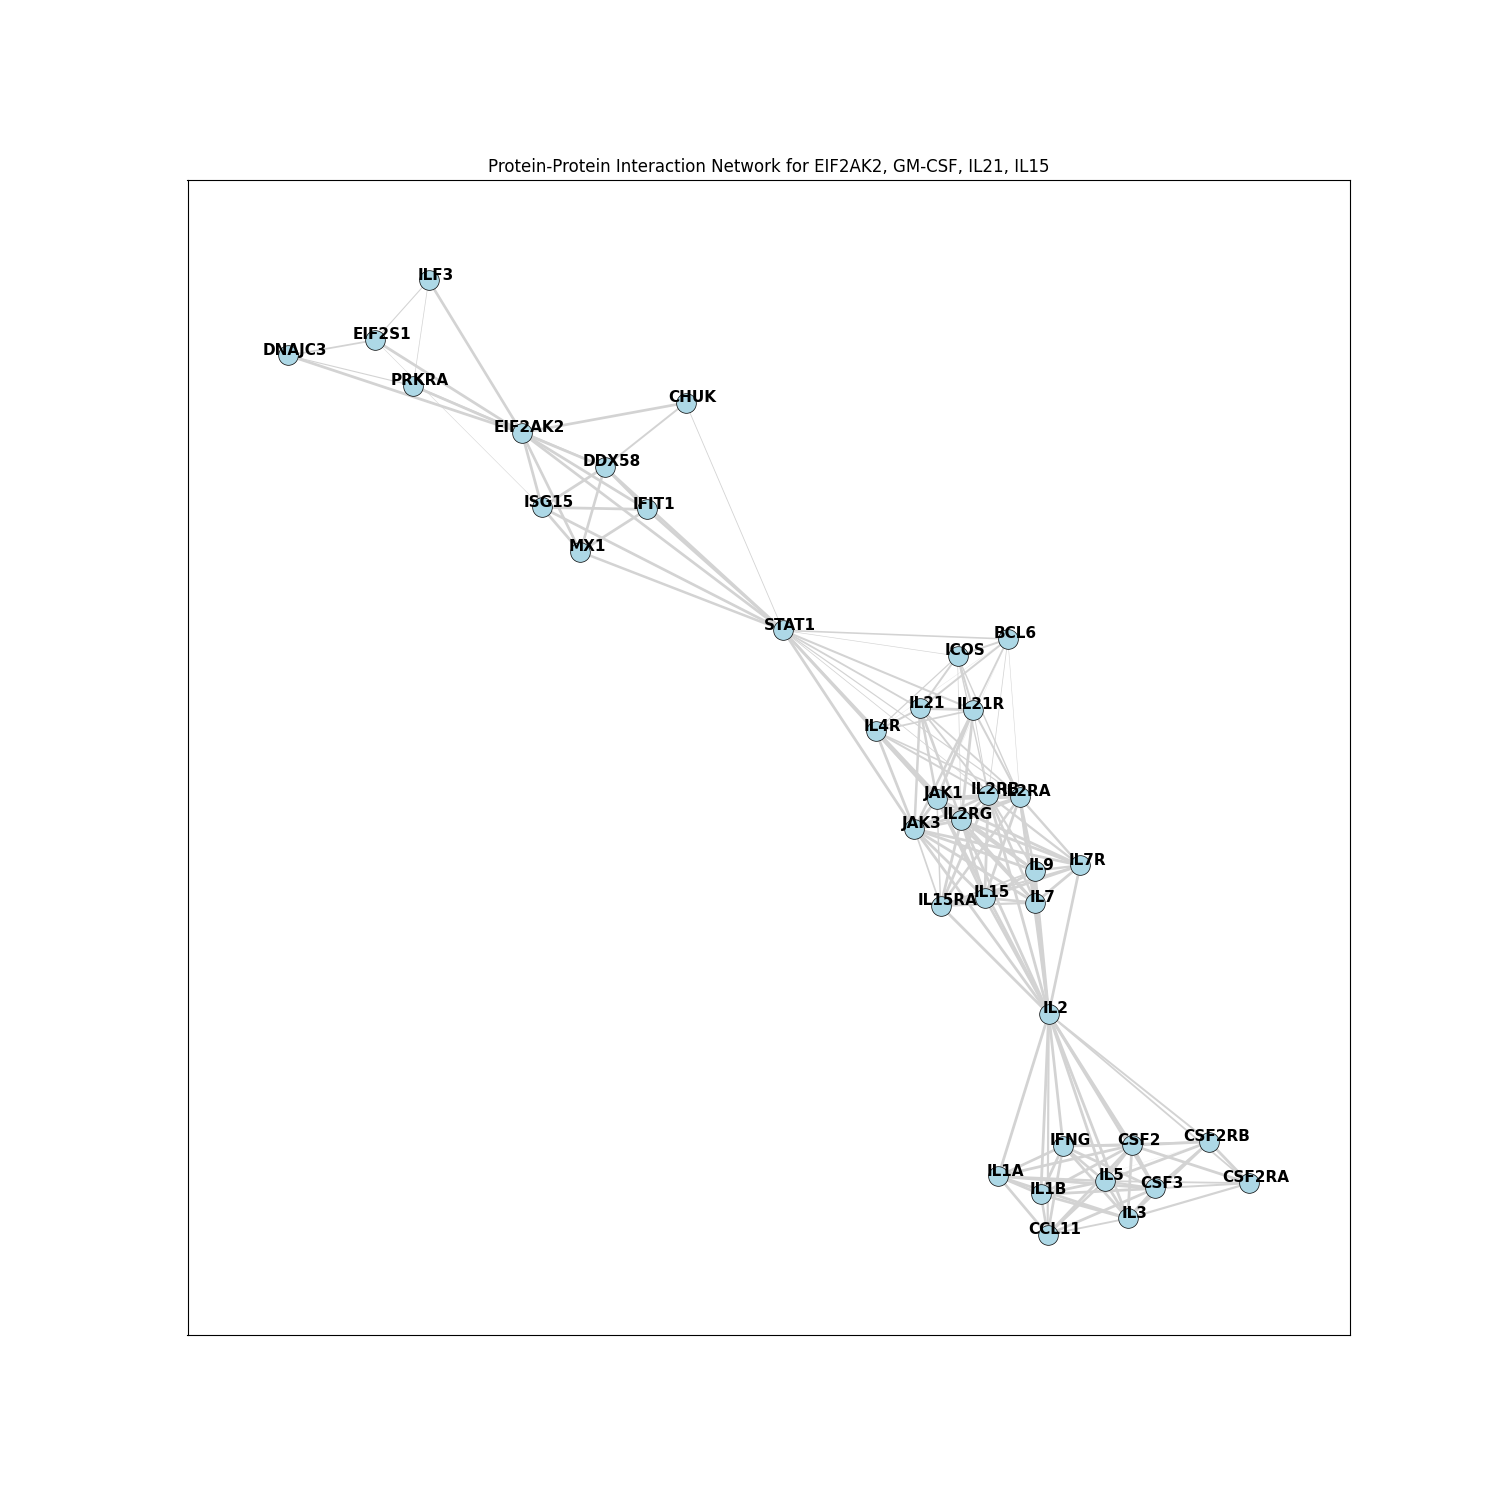 Protein-Protein Interaction Network for EIF2AK2, GM-CSF, IL21, IL15
ILF3
EIF2S1
DNAJC3
PRKRA
CHUK
EIF2AK2
DDX58
ISG15
IFIT1
MX1
STAT1
BCL6
ICOS
IL21
IL21R
IL4R
JAK1
IL2RB
IL2RA
IL2RG
JAK3
IL9
IL7R
IL15RA
IL15
IL7
IL2
IFNG
CSF2
CSF2RB
IL1A
IL5
CSF2RA
IL1B
CSF3
IL3
CCL11